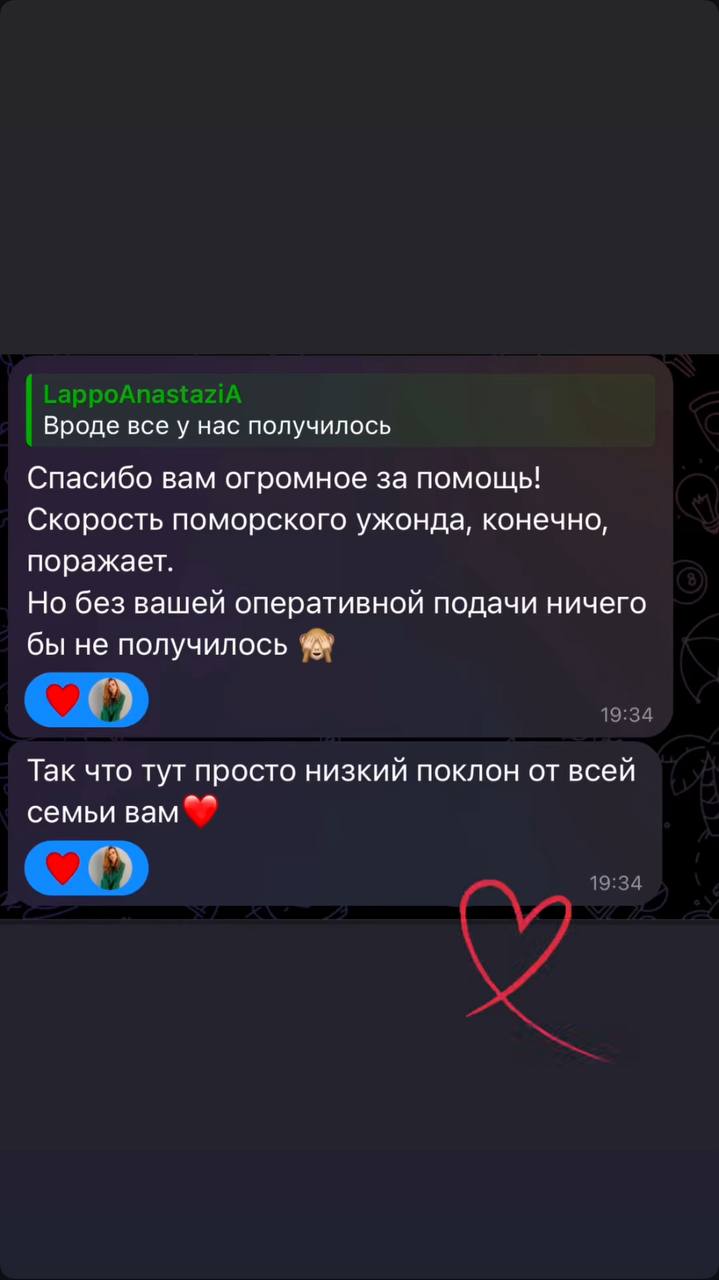 LappoAnastaziA
Вроде все у нас получилось
Спасибо вам огромное за помощь!
Скорость поморского ужонда, конечно,
поражает.
Но без вашей оперативной подачи ничего
бы не получилось 🙈
19:34
Так что тут просто низкий поклон от всей
семьи вам❤️
19:34